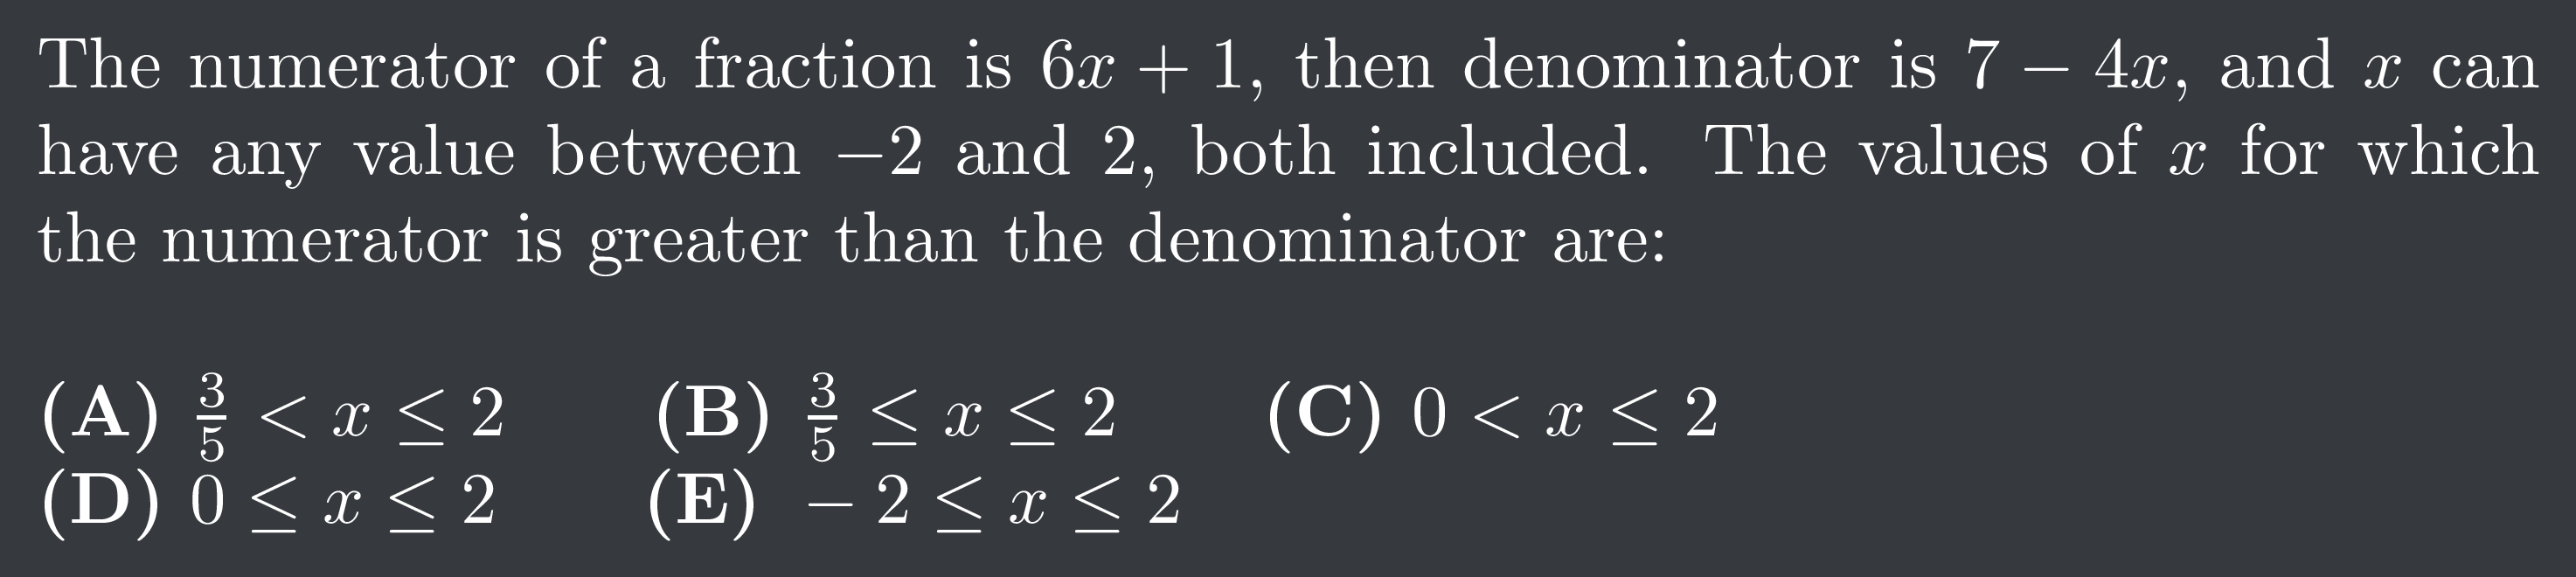 The numerator of a fraction is 6x + 1, then denominator is 7 − 4x, and x can
have any value between −2 and 2, both included. The values of x for which
the numerator is greater than the denominator are:
(A) 3/5 < x ≤ 2 (B) 3/5 ≤ x ≤ 2 (C) 0 < x ≤ 2
(D) 0 ≤ x ≤ 2 (E) − 2 ≤ x ≤ 2